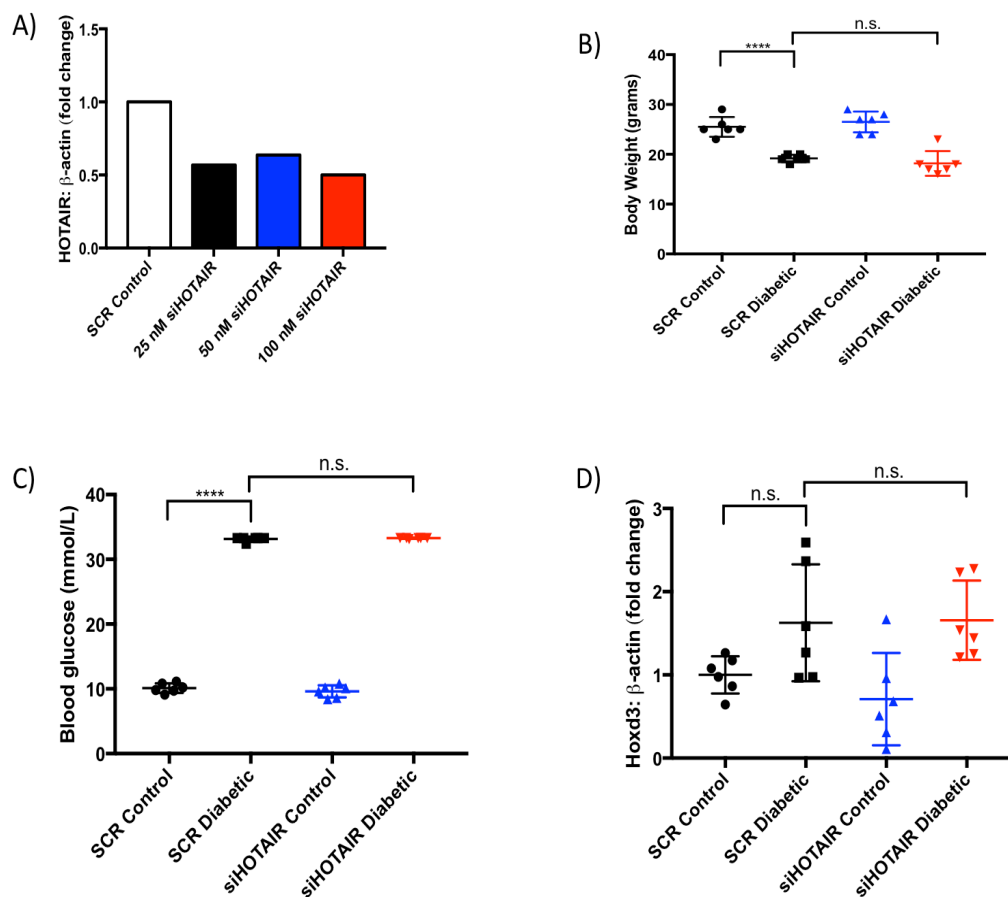 A)
HOTAIR: β-actin (fold change)
1.5
1.0
0.5
0.0
SCR Control
25 nM siHOTAIR
50 nM siHOTAIR
100 nM siHOTAIR
B)
Body Weight (grams)
40
30
20
10
0
****
n.s.
SCR Control
SCR Diabetic
siHOTAIR Control
siHOTAIR Diabetic
C)
Blood glucose (mmol/L)
40
30
20
10
0
****
n.s.
SCR Control
SCR Diabetic
siHOTAIR Control
siHOTAIR Diabetic
D)
Hoxd3: β-actin (fold change)
3
2
1
0
n.s.
n.s.
SCR Control
SCR Diabetic
siHOTAIR Control
siHOTAIR Diabetic